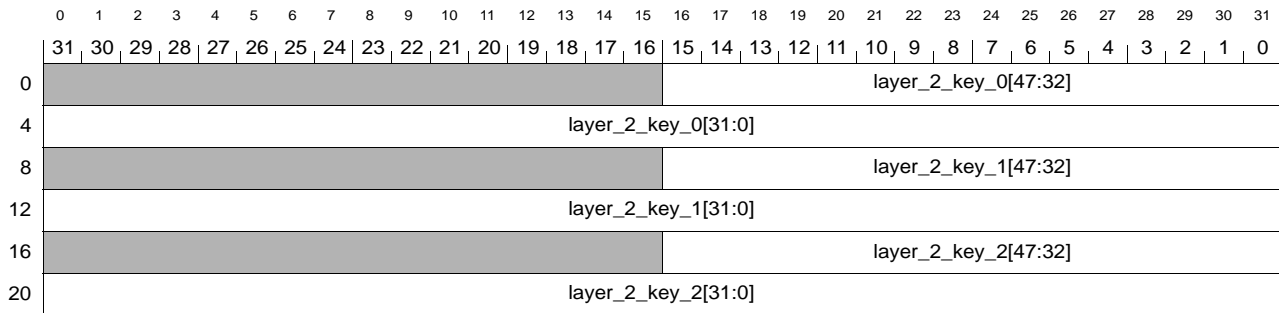 0 1 2 3 4 5 6 7 8 9 10 11 12 13 14 15 16 17 18 19 20 21 22 23 24 25 26 27 28 29 30 31
31 30 29 28 27 26 25 24 23 22 21 20 19 18 17 16 15 14 13 12 11 10 9 8 7 6 5 4 3 2 1 0
0 layer_2_key_0[47:32]
4 layer_2_key_0[31:0]
8 layer_2_key_1[47:32]
12 layer_2_key_1[31:0]
16 layer_2_key_2[47:32]
20 layer_2_key_2[31:0]